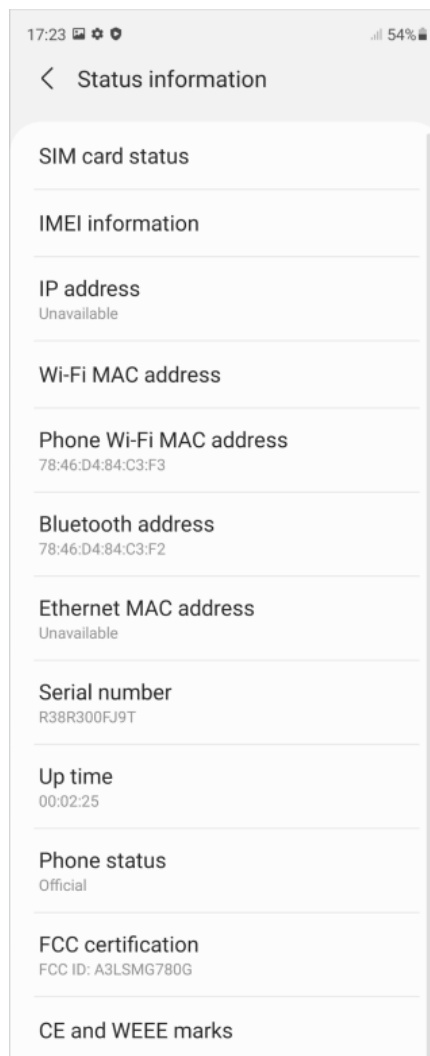 17:23 54%
Status information
SIM card status
IMEI information
IP address
Unavailable
Wi-Fi MAC address
Phone Wi-Fi MAC address
78:46:D4:84:C3:F3
Bluetooth address
78:46:D4:84:C3:F2
Ethernet MAC address
Unavailable
Serial number
R38R300FJ9T
Up time
00:02:25
Phone status
Official
FCC certification
FCC ID: A3LSMG780G
CE and WEEE marks